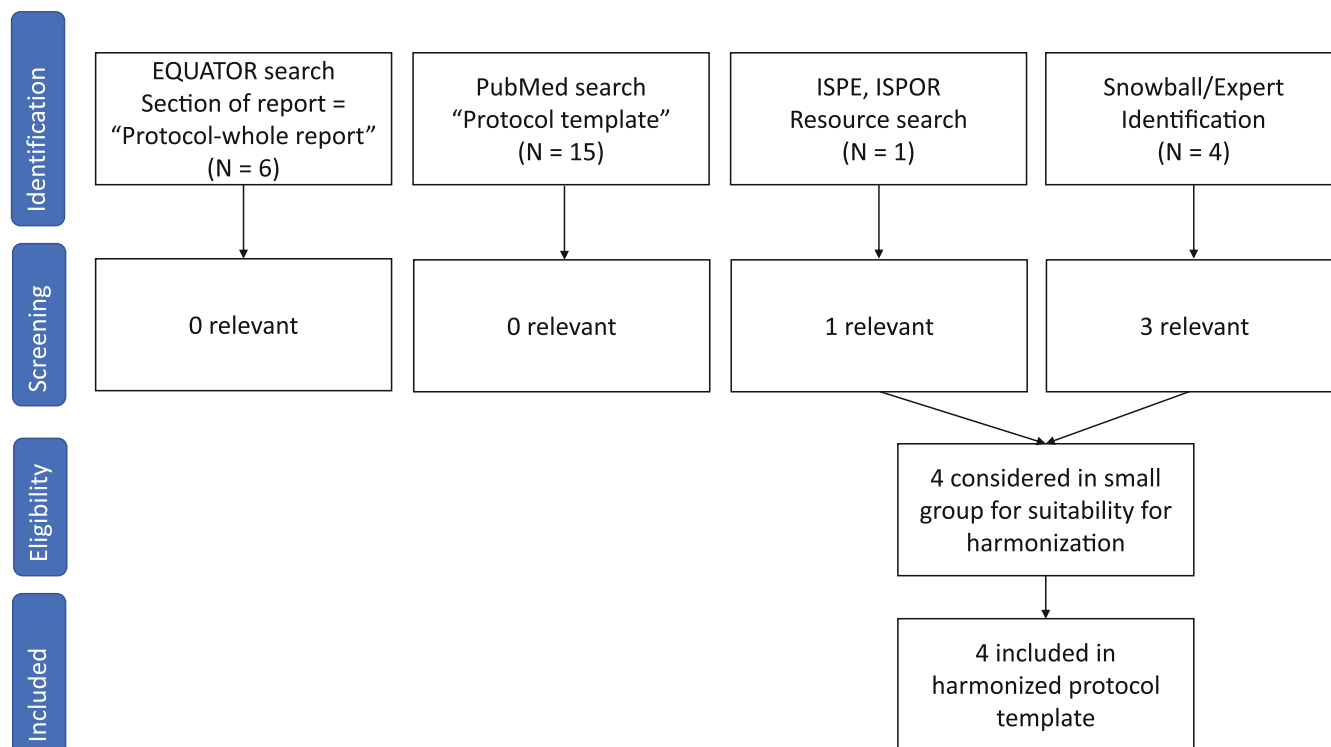 Identification
EQUATOR search
Section of report =
“Protocol-whole report”
(N = 6)
PubMed search
“Protocol template”
(N = 15)
ISPE, ISPOR
Resource search
(N = 1)
Snowball/Expert
Identification
(N = 4)
Screening
0 relevant
0 relevant
1 relevant
3 relevant
Eligibility
4 considered in small
group for suitability for
harmonization
Included
4 included in
harmonized protocol
template